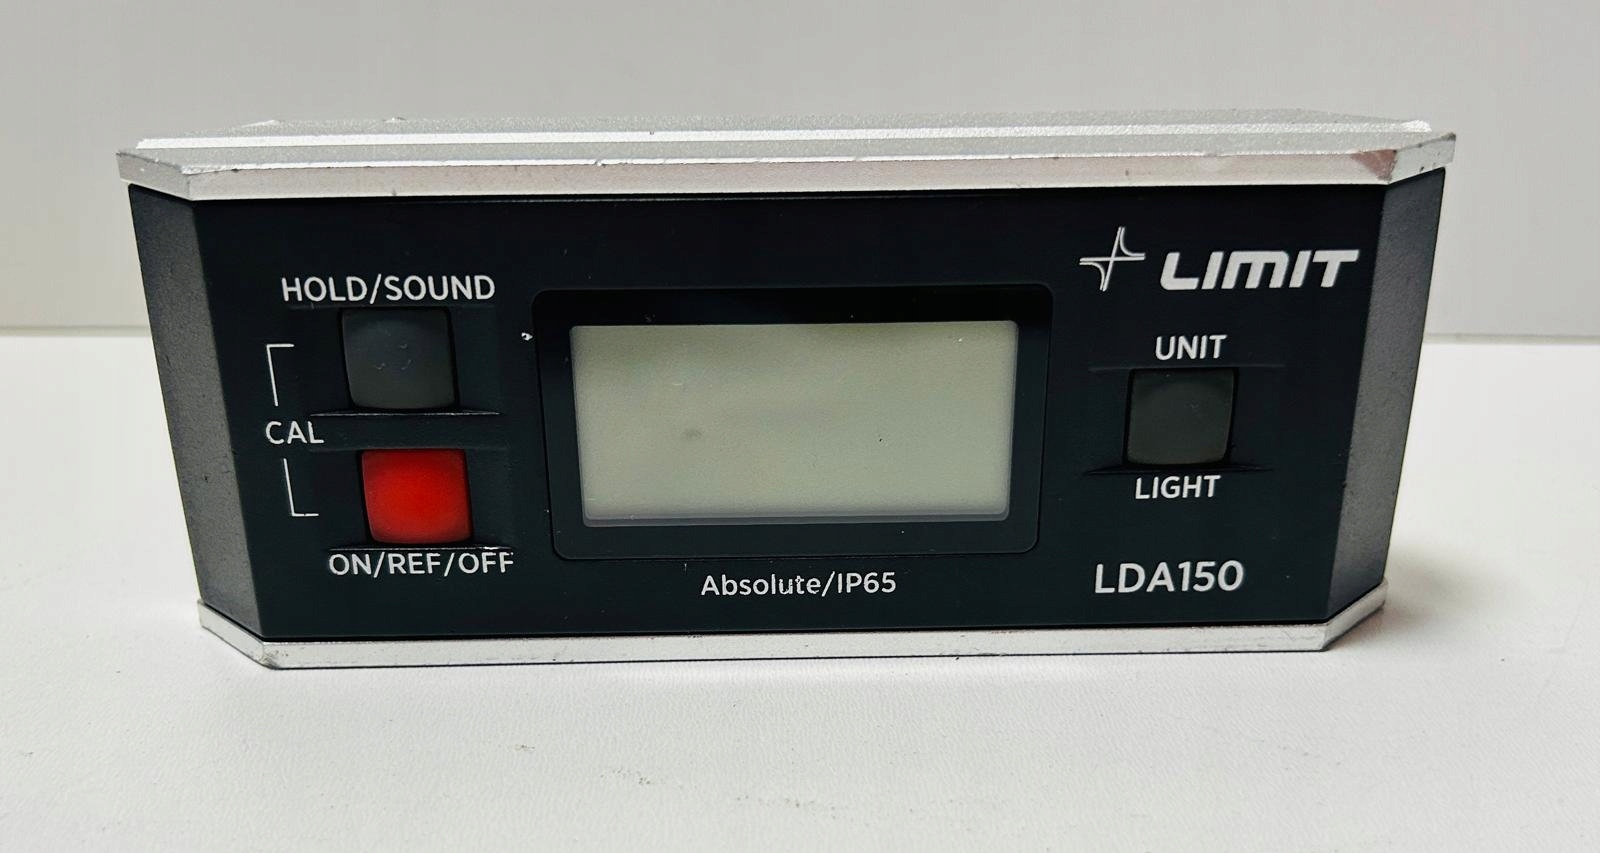 LIMIT
HOLD/SOUND
CAL
ON/REF/OFF
Absolute/IP65
UNIT
LIGHT
LDA150